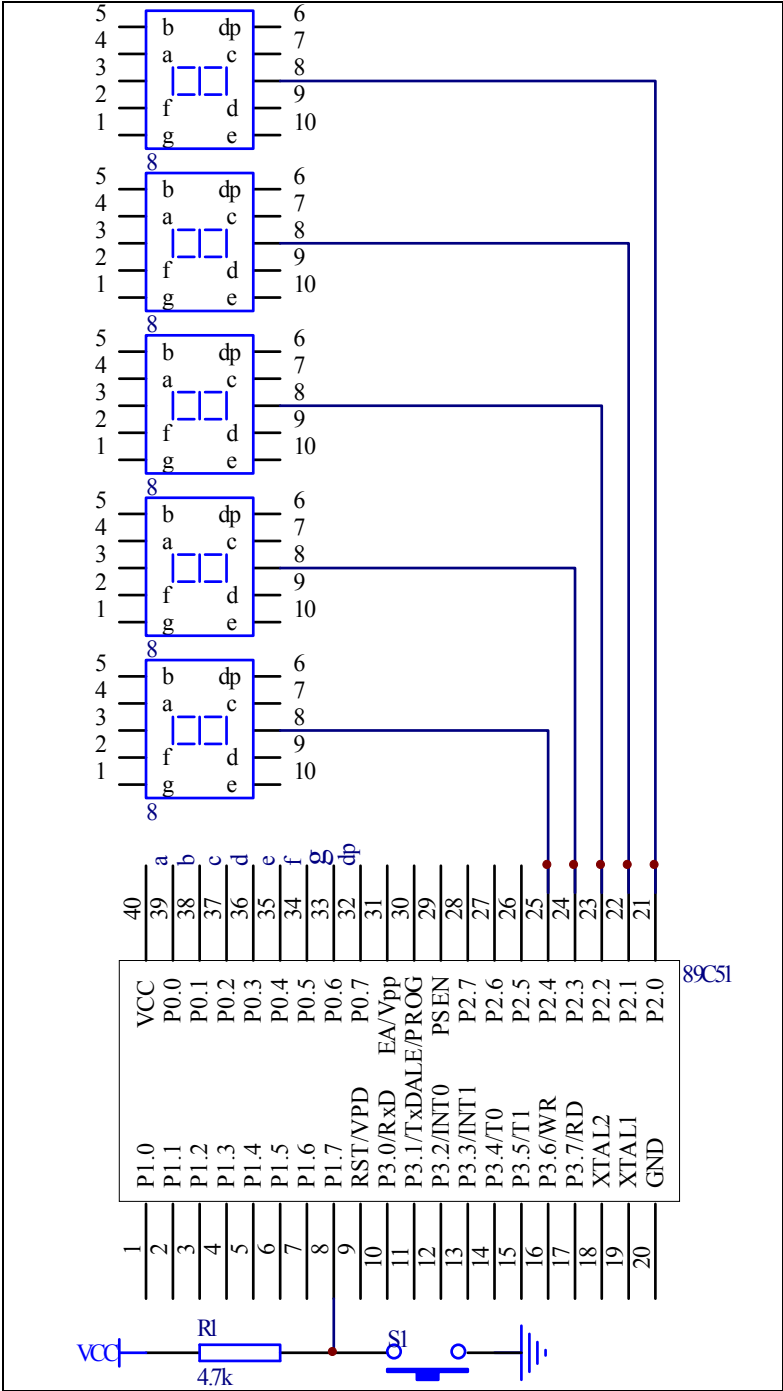 5 b dp 6
4 a c 7
3 8
2 f d 9
1 g e 10
8
5 b dp 6
4 a c 7
3 8
2 f d 9
1 g e 10
8
5 b dp 6
4 a c 7
3 8
2 f d 9
1 g e 10
8
5 b dp 6
4 a c 7
3 8
2 f d 9
1 g e 10
8
5 b dp 6
4 a c 7
3 8
2 f d 9
1 g e 10
8
a b c d e f g dp
40 39 38 37 36 35 34 33 32 31 30 29 28 27 26 25 24 23 22 21
89C51
VCC P0.0 P0.1 P0.2 P0.3 P0.4 P0.5 P0.6 P0.7 EA/Vpp ALE/PROG PSEN P2.7 P2.6 P2.5 P2.4 P2.3 P2.2 P2.1 P2.0
P1.0 P1.1 P1.2 P1.3 P1.4 P1.5 P1.6 P1.7 RST/VPD P3.0/RxD P3.1/TxD P3.2/INT0 P3.3/INT1 P3.4/T0 P3.5/T1 P3.6/WR P3.7/RD XTAL2 XTAL1 GND
1 2 3 4 5 6 7 8 9 10 11 12 13 14 15 16 17 18 19 20
R1 S1
VCC
4.7k